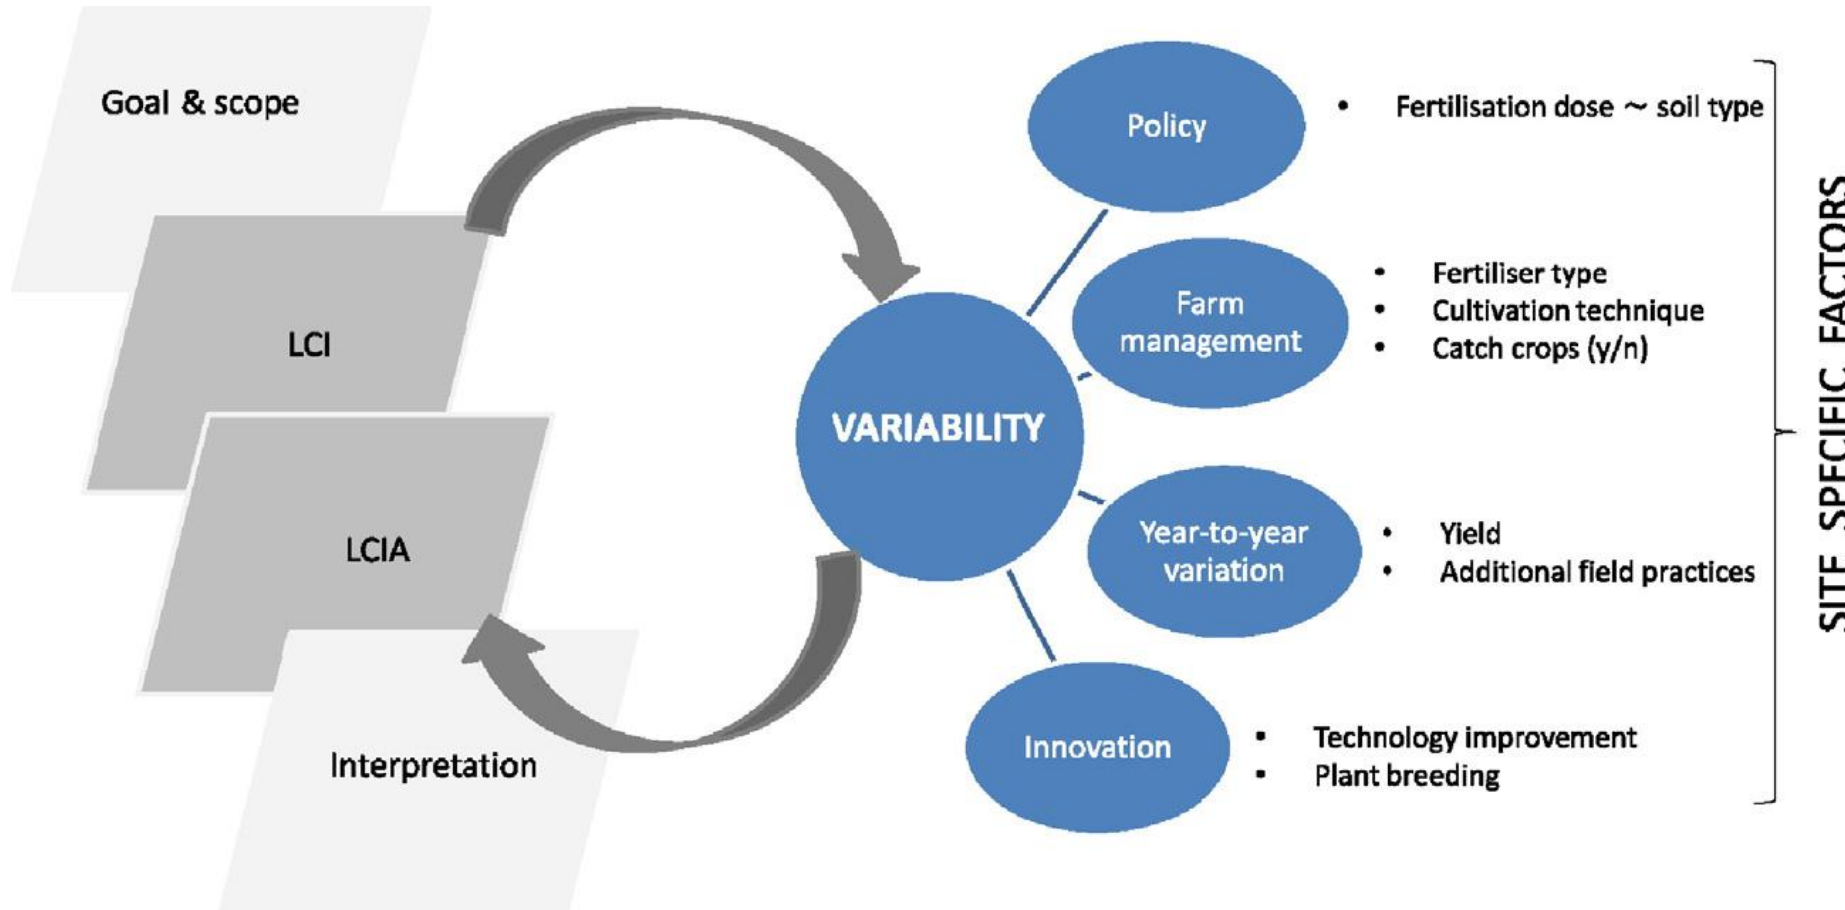 Goal & scope
LCI
LCIA
Interpretation
VARIABILITY
Policy
• Fertilisation dose ~ soil type
Farm
management
• Fertiliser type
• Cultivation technique
• Catch crops (y/n)
Year-to-year
variation
• Yield
• Additional field practices
Innovation
• Technology improvement
• Plant breeding
SITE SPECIFIC FACTORS